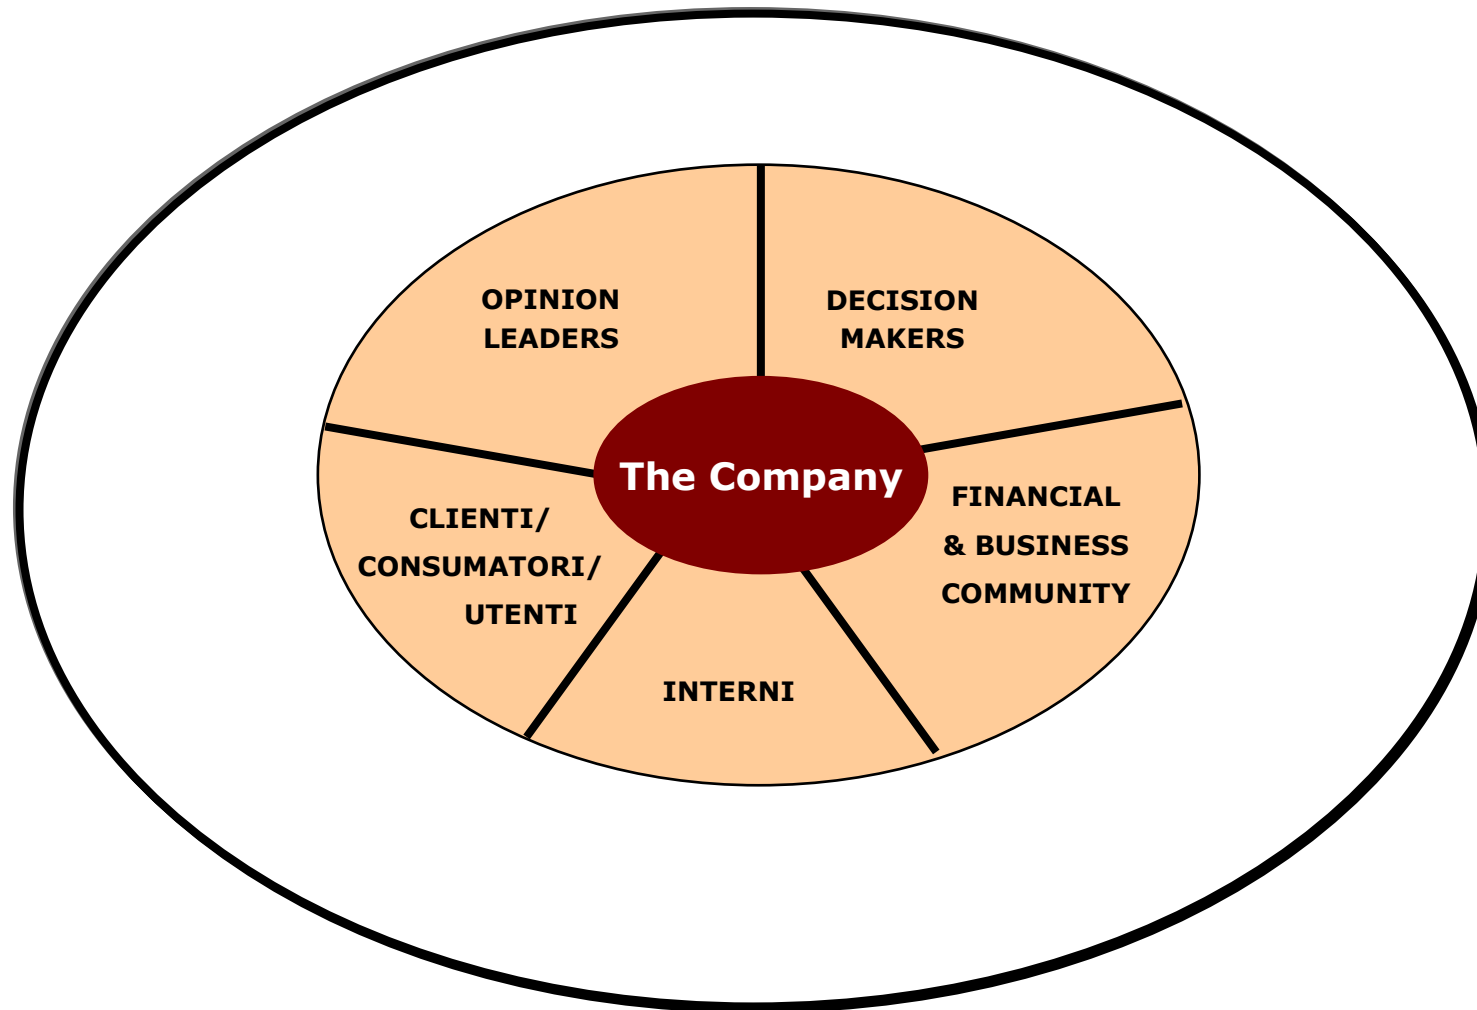 OPINION
LEADERS
DECISION
MAKERS
The Company
CLIENTI/
CONSUMATORI/
UTENTI
FINANCIAL
& BUSINESS
COMMUNITY
INTERNI